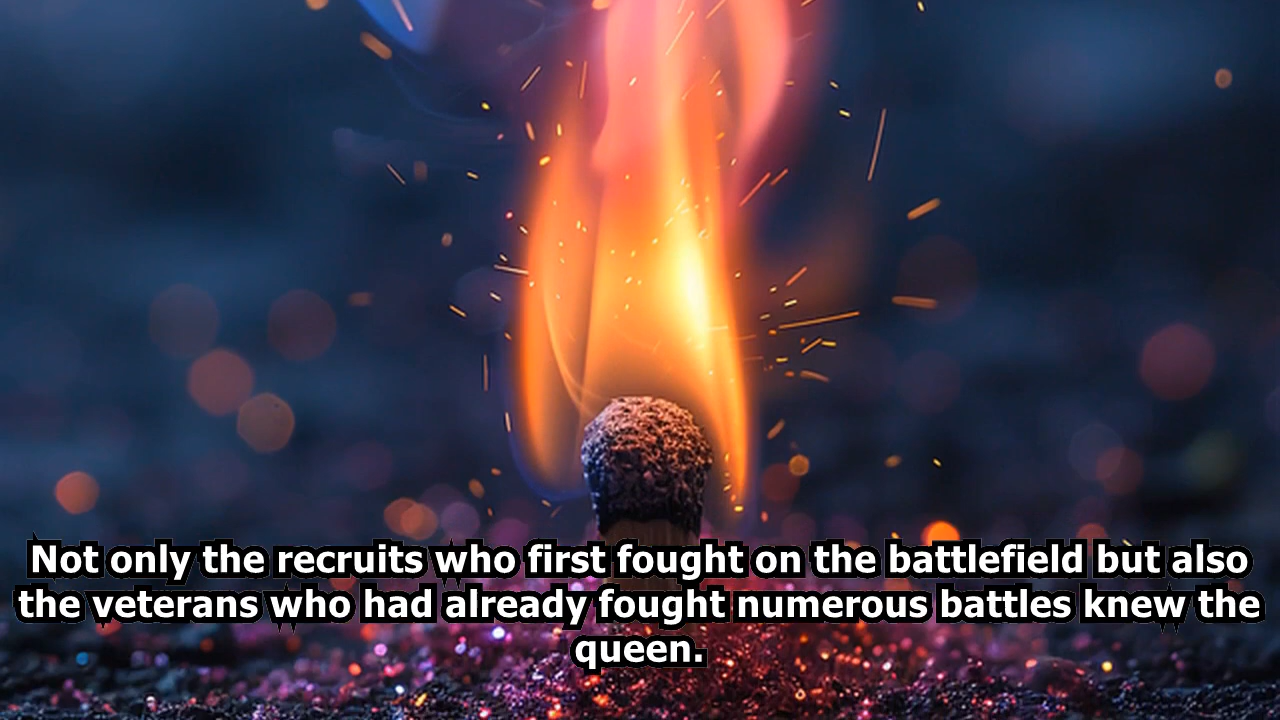 Not only the recruits who first fought on the battlefield but also
the veterans who had already fought numerous battles knew the
queen.